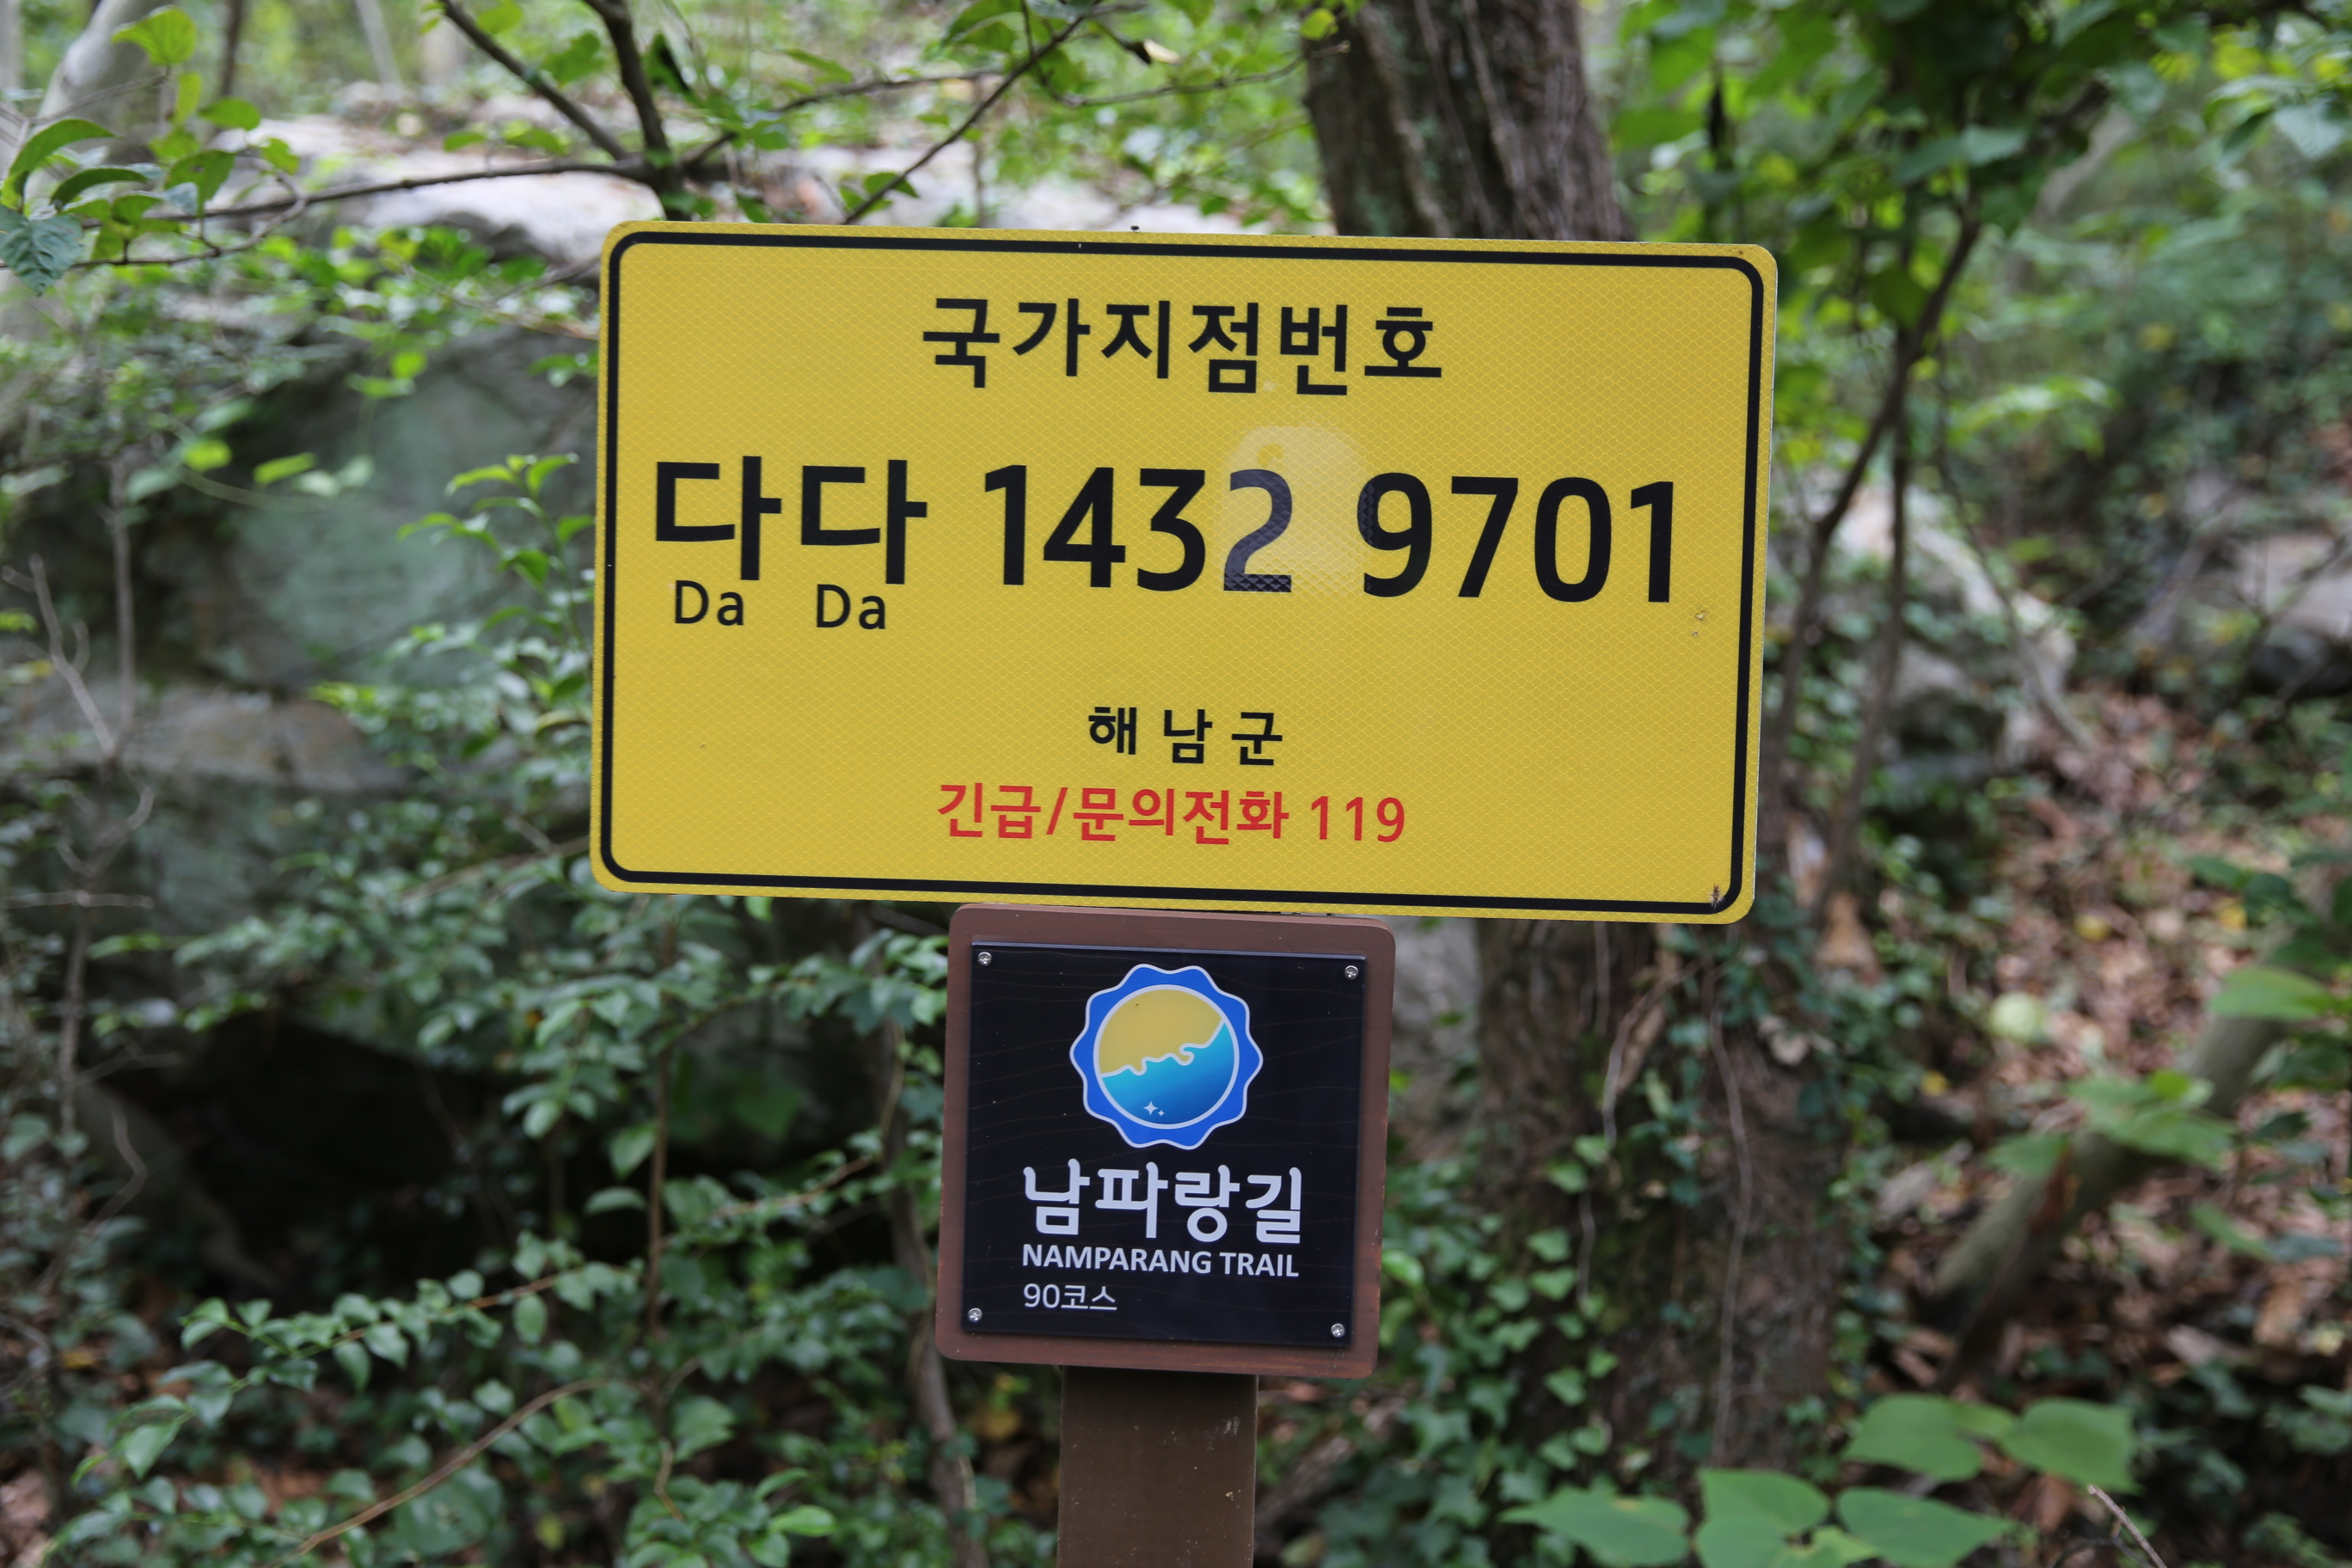 국가지점번호
다다 1432 9701
Da Da
해남군
긴급/문의전화 119
남파랑길
NAMPARANG TRAIL
90코스